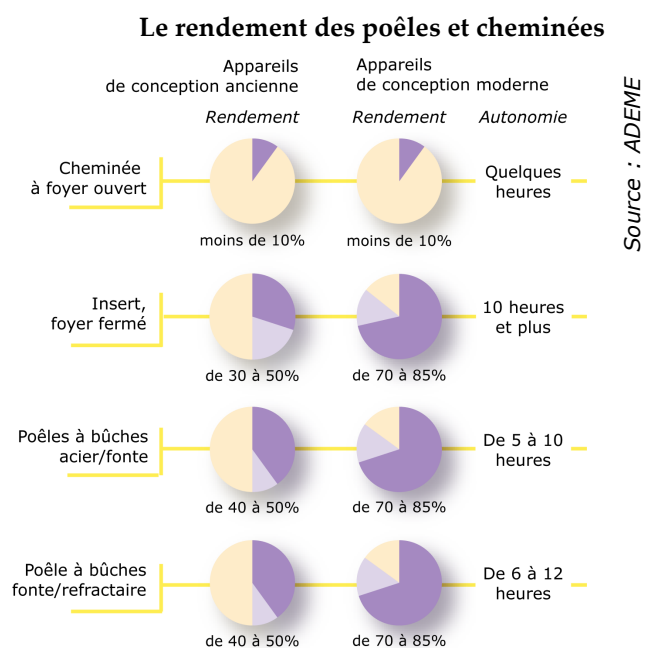 Le rendement des poêles et cheminées
Appareils
de conception ancienne
Appareils
de conception moderne
Rendement
Rendement
Autonomie
Source : ADEME
Cheminée
à foyer ouvert
moins de 10%
moins de 10%
Quelques
heures
Insert,
foyer fermé
de 30 à 50%
de 70 à 85%
10 heures
et plus
Poêles à bûches
acier/fonte
de 40 à 50%
de 70 à 85%
De 5 à 10
heures
Poêle à bûches
fonte/refractaire
de 40 à 50%
de 70 à 85%
De 6 à 12
heures